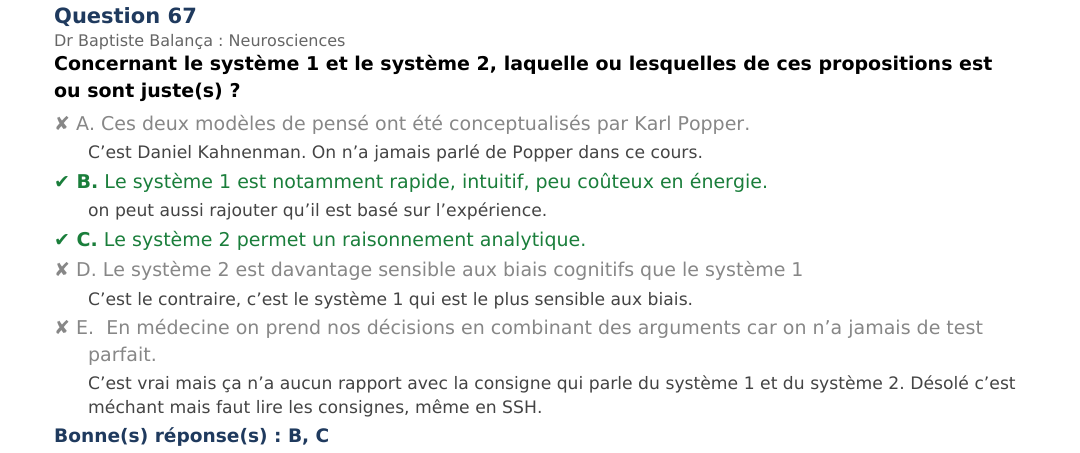 Question 67
Dr Baptiste Balança : Neurosciences
Concernant le système 1 et le système 2, laquelle ou lesquelles de ces propositions est
ou sont juste(s) ?
✘ A. Ces deux modèles de pensé ont été conceptualisés par Karl Popper.
C’est Daniel Kahnenman. On n’a jamais parlé de Popper dans ce cours.
✔ B. Le système 1 est notamment rapide, intuitif, peu coûteux en énergie.
on peut aussi rajouter qu’il est basé sur l’expérience.
✔ C. Le système 2 permet un raisonnement analytique.
✘ D. Le système 2 est davantage sensible aux biais cognitifs que le système 1
C’est le contraire, c’est le système 1 qui est le plus sensible aux biais.
✘ E.  En médecine on prend nos décisions en combinant des arguments car on n’a jamais de test
parfait.
C’est vrai mais ça n’a aucun rapport avec la consigne qui parle du système 1 et du système 2. Désolé c’est
méchant mais faut lire les consignes, même en SSH.
Bonne(s) réponse(s) : B, C